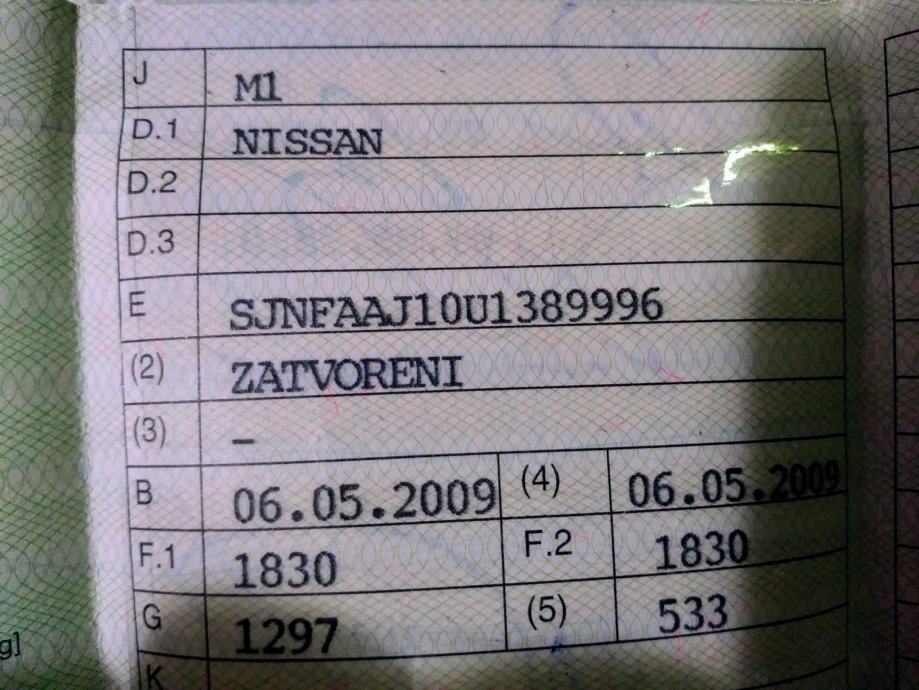 J M1
D.1 NISSAN
D.2
D.3
E SJNFAAJ10U1389996
(2) ZATVORENI
(3) –
B 06.05.2009 (4) 06.05.2009
F.1 1830 F.2 1830
G 1297 (5) 533
g] K